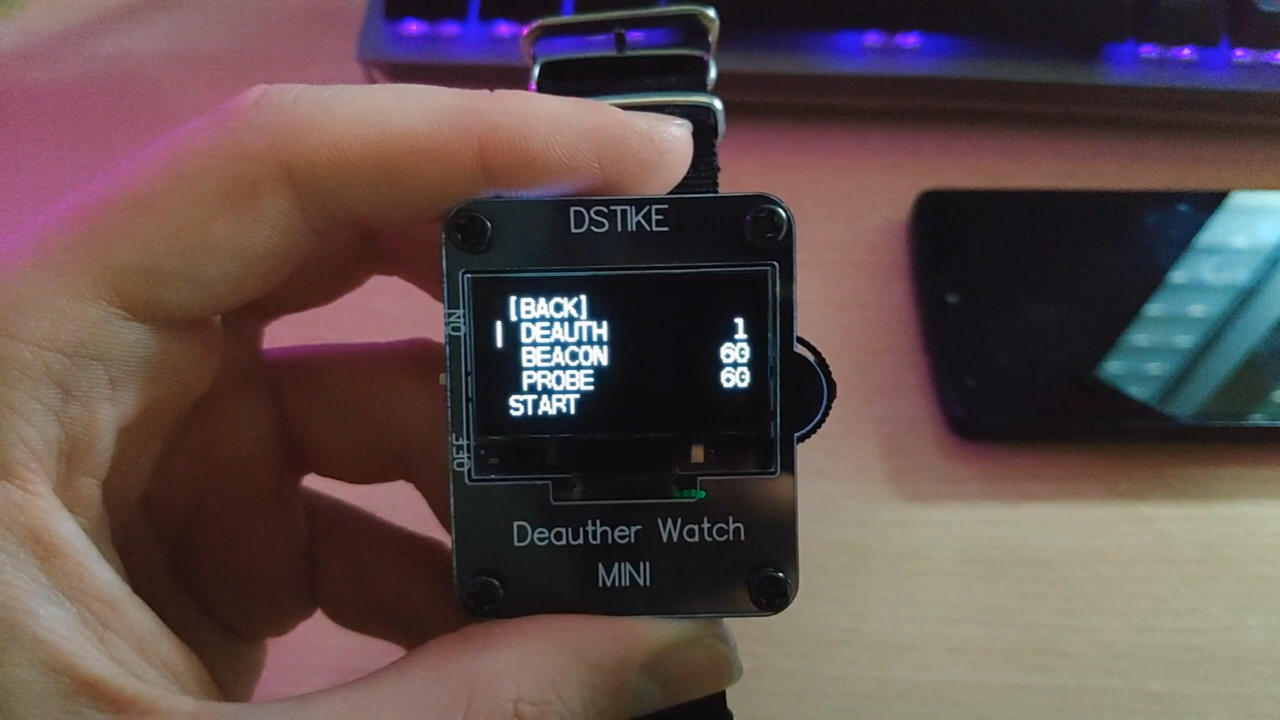 DSTIKE
ON
[BACK]
DEAUTH 1
BEACON 60
PROBE 60
START
OFF
Deauther Watch
MINI